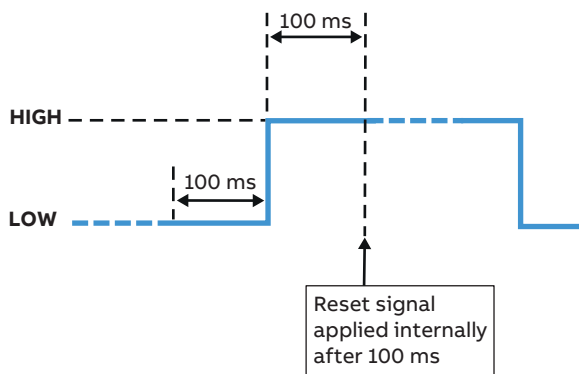 100 ms
HIGH
100 ms
LOW
Reset signal
applied internally
after 100 ms